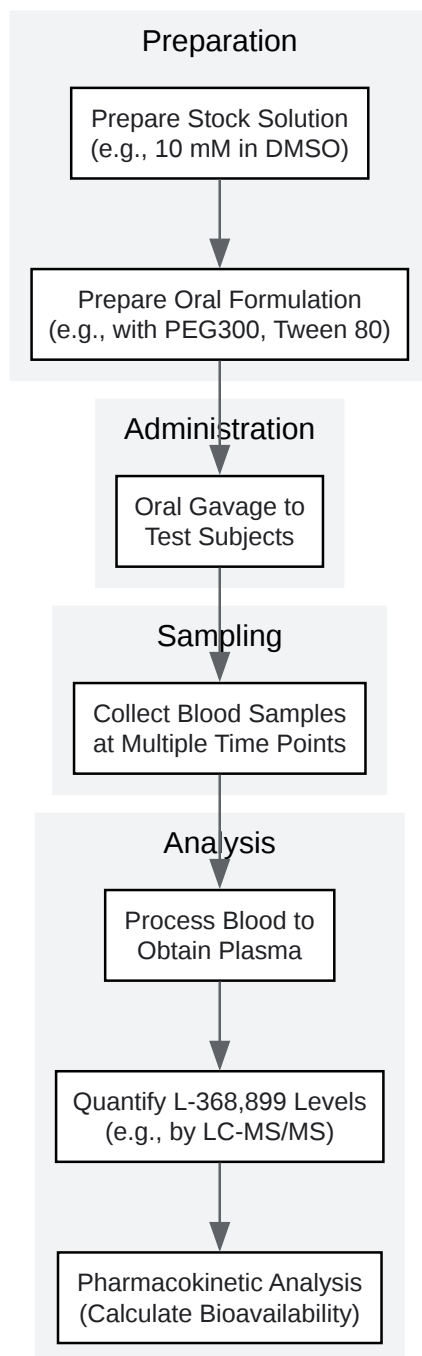 Preparation
Prepare Stock Solution
(e.g., 10 mM in DMSO)
Prepare Oral Formulation
(e.g., with PEG300, Tween 80)
Administration
Oral Gavage to
Test Subjects
Sampling
Collect Blood Samples
at Multiple Time Points
Analysis
Process Blood to
Obtain Plasma
Quantify L-368,899 Levels
(e.g., by LC-MS/MS)
Pharmacokinetic Analysis
(Calculate Bioavailability)